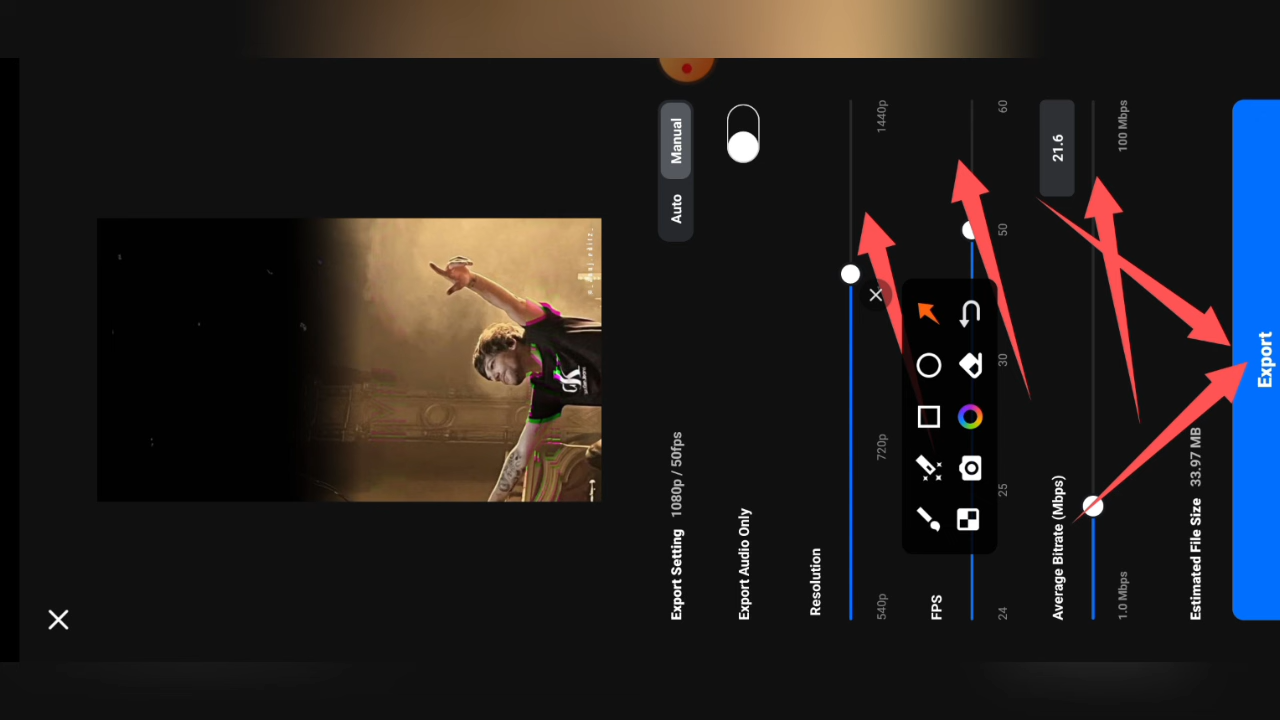 Auto
Manual
Export Setting 1080p / 50fps
Export Audio Only
Resolution
540p 720p 1440p
FPS
24 25 30 50 60
Average Bitrate (Mbps) 21.6
1.0 Mbps 100 Mbps
Estimated File Size 33.97 MB
Export